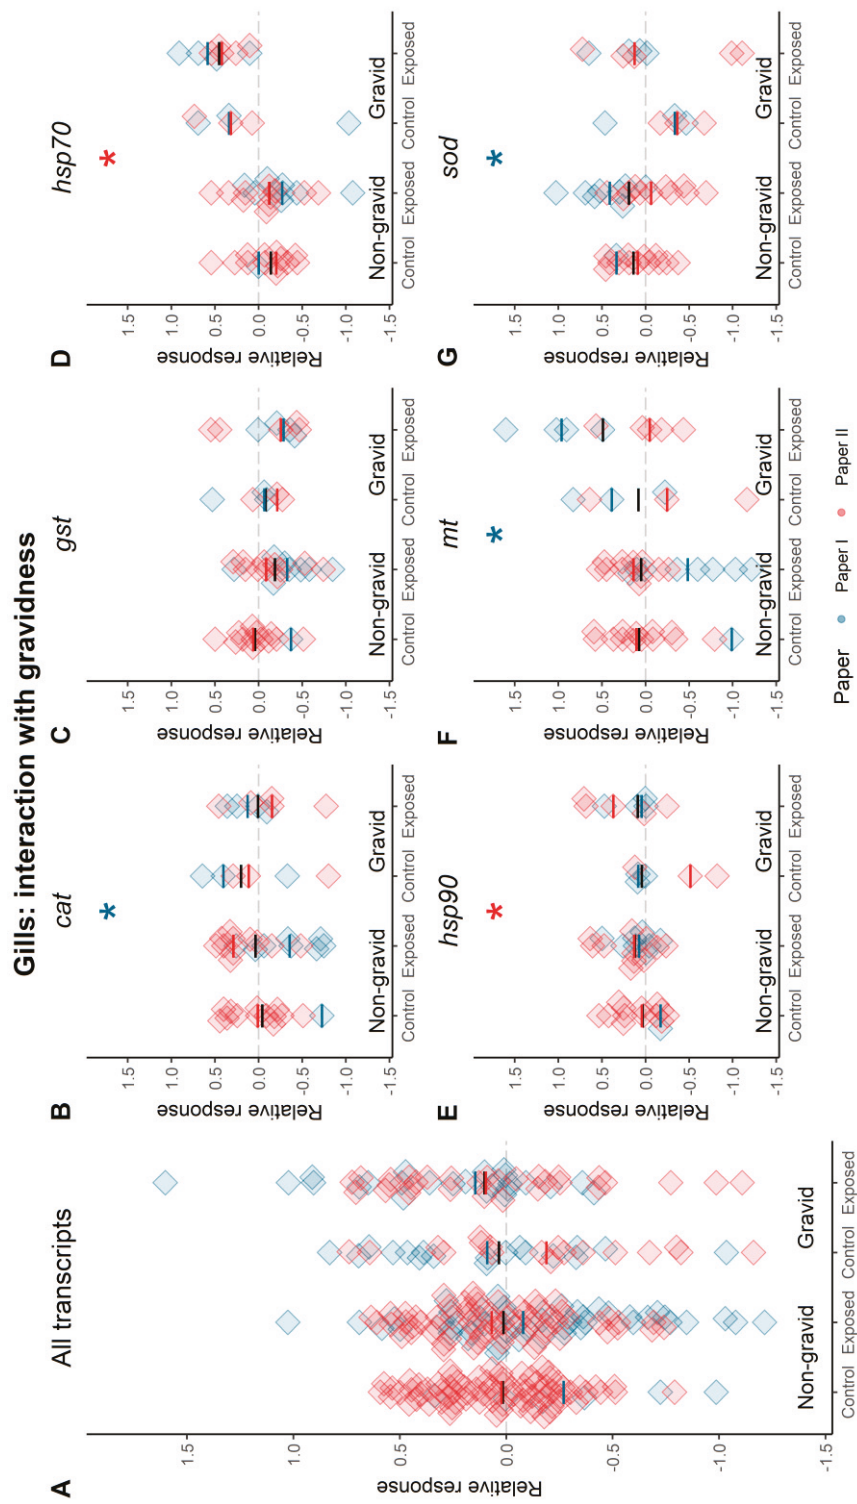 Gills: interaction with gravidness
A
All transcripts
Relative response
1.5
1.0
0.5
0.0
-0.5
-1.0
-1.5
Non-gravid
Gravid
Control Exposed Control Exposed
B
cat
*
Relative response
1.5
1.0
0.5
0.0
-0.5
-1.0
-1.5
Non-gravid
Gravid
Control Exposed Control Exposed
C
gst
Relative response
1.5
1.0
0.5
0.0
-0.5
-1.0
-1.5
Non-gravid
Gravid
Control Exposed Control Exposed
D
hsp70
*
Relative response
1.5
1.0
0.5
0.0
-0.5
-1.0
-1.5
Non-gravid
Gravid
Control Exposed Control Exposed
E
hsp90
*
Relative response
1.5
1.0
0.5
0.0
-0.5
-1.0
-1.5
Non-gravid
Gravid
Control Exposed Control Exposed
F
mt
*
Relative response
1.5
1.0
0.5
0.0
-0.5
-1.0
-1.5
Non-gravid
Gravid
Control Exposed Control Exposed
G
sod
*
Relative response
1.5
1.0
0.5
0.0
-0.5
-1.0
-1.5
Non-gravid
Gravid
Control Exposed Control Exposed
Paper Paper I Paper II